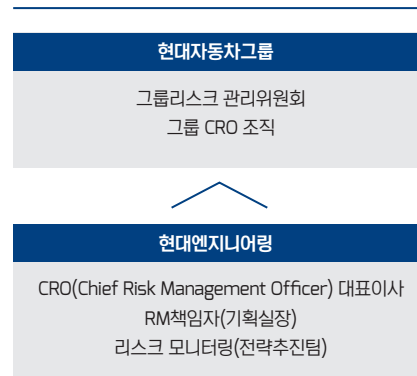 현대자동차그룹
그룹리스크 관리위원회
그룹 CRO 조직
현대엔지니어링
CRO(Chief Risk Management Officer) 대표이사
RM책임자(기획실장)
리스크 모니터링(전략추진팀)